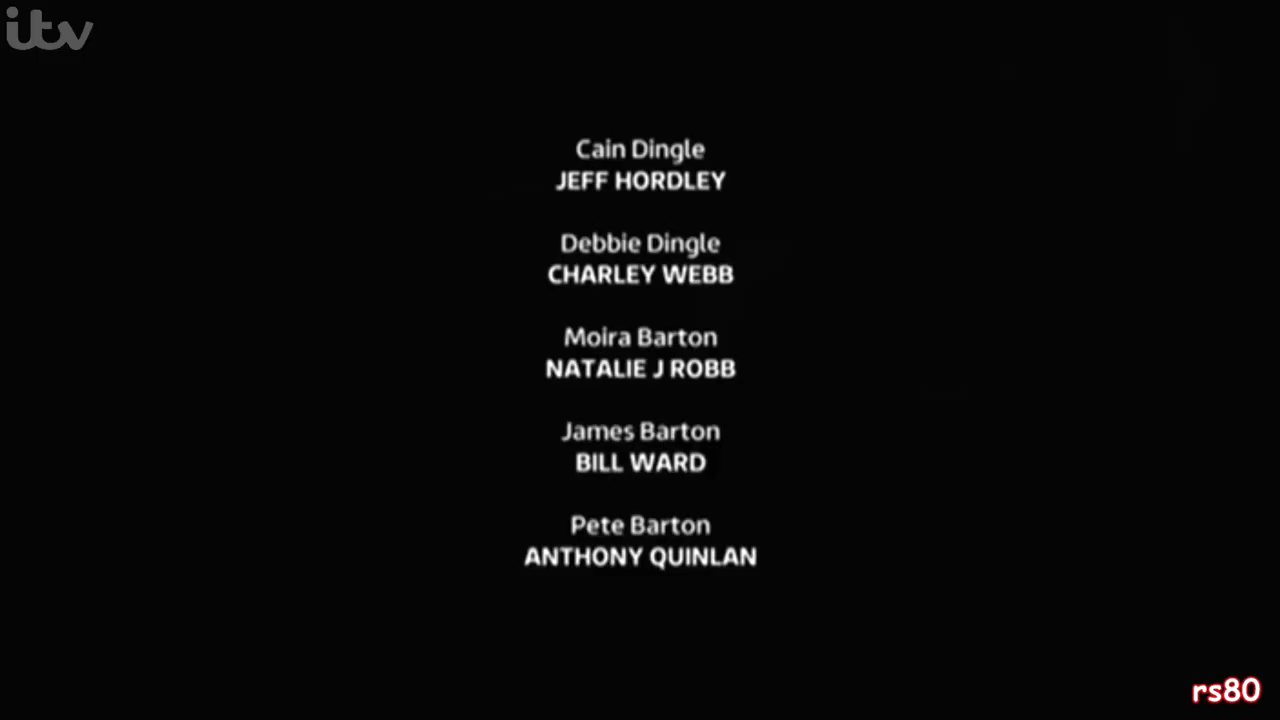 itv
Cain Dingle
JEFF HORDLEY
Debbie Dingle
CHARLEY WEBB
Moira Barton
NATALIE J ROBB
James Barton
BILL WARD
Pete Barton
ANTHONY QUINLAN
rs80